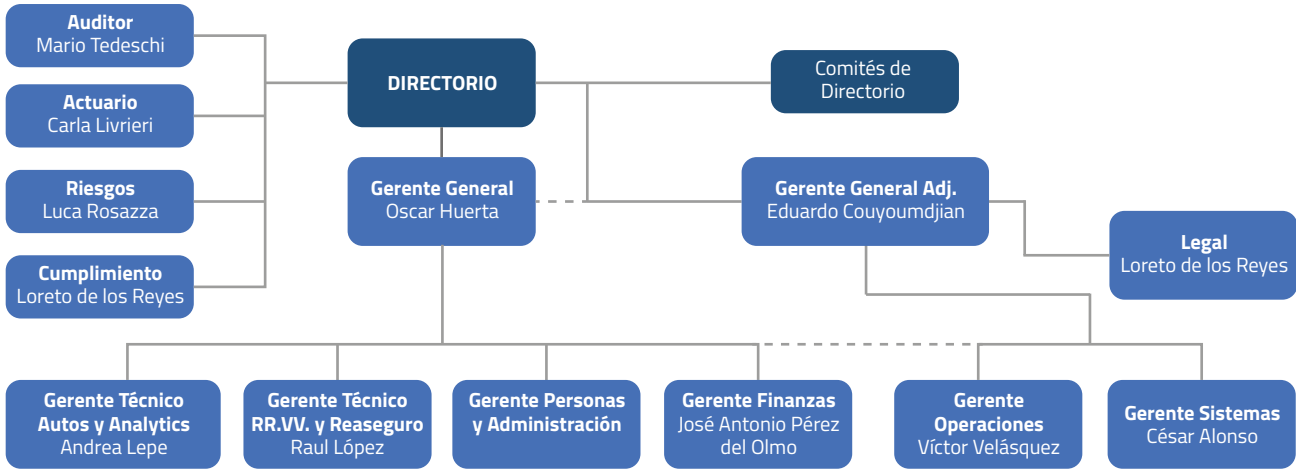 Auditor
Mario Tedeschi
Actuario
Carla Livrieri
Riesgos
Luca Rosazza
Cumplimiento
Loreto de los Reyes
DIRECTORIO
Comités de
Directorio
Gerente General
Oscar Huerta
Gerente General Adj.
Eduardo Couyoumdjian
Legal
Loreto de los Reyes
Gerente Técnico
Autos y Analytics
Andrea Lepe
Gerente Técnico
RR.VV. y Reaseguro
Raul López
Gerente Personas
y Administración
Gerente Finanzas
José Antonio Pérez
del Olmo
Gerente
Operaciones
Víctor Velásquez
Gerente Sistemas
César Alonso